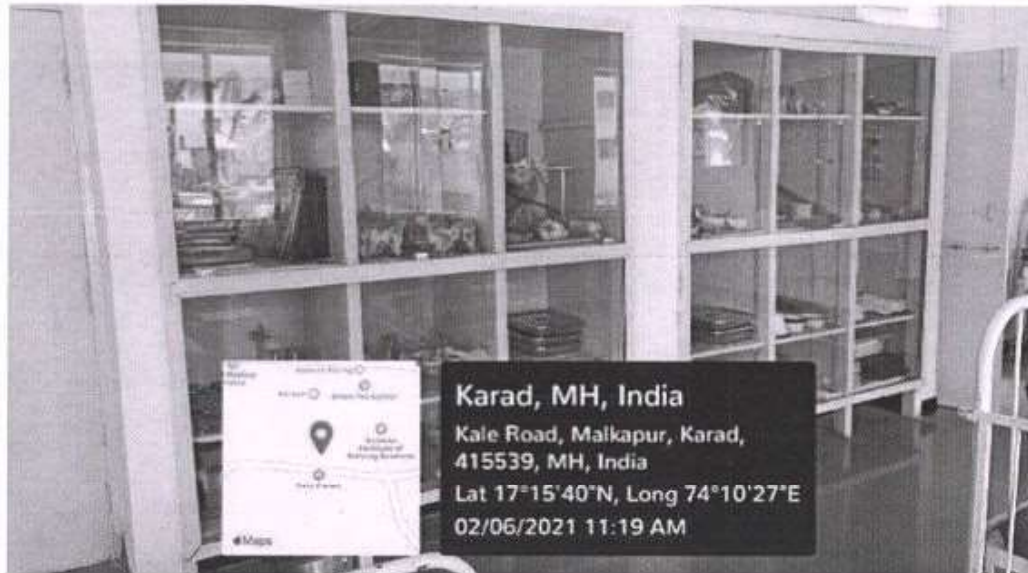 Maps
Karad, MH, India
Kale Road, Malkapur, Karad,
415539, MH, India
Lat 17°15'40"N, Long 74°10'27"E
02/06/2021 11:19 AM